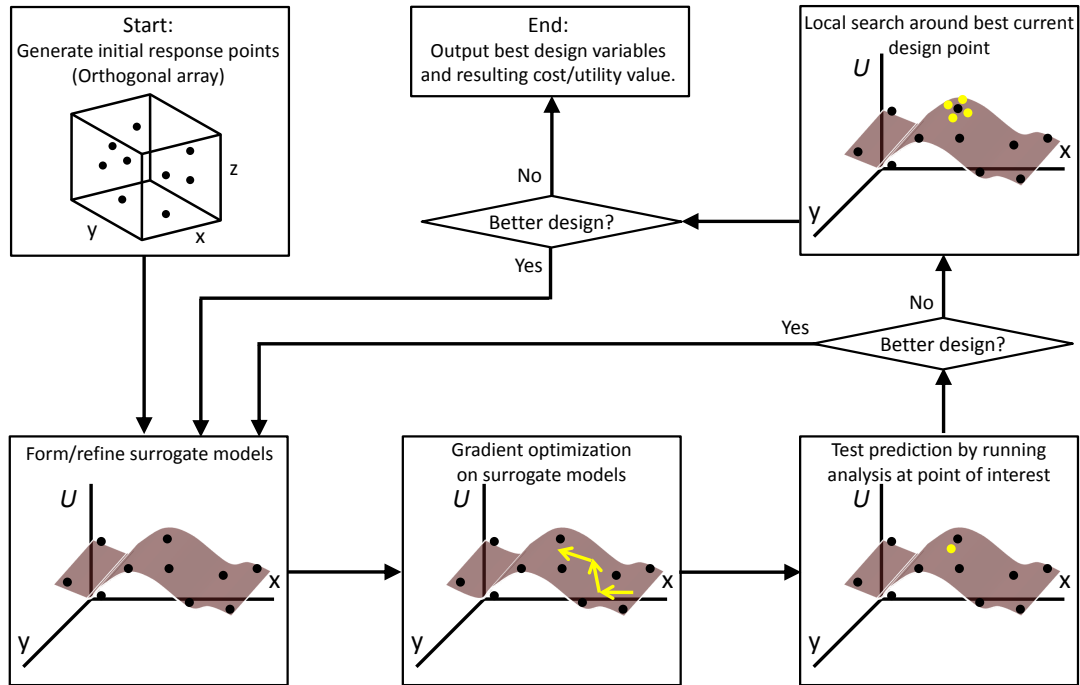 Start:
Generate initial response points
(Orthogonal array)
z
y
x
End:
Output best design variables
and resulting cost/utility value.
Local search around best current
design point
U
x
y
No
Better design?
Yes
No
Yes
Better design?
Form/refine surrogate models
U
x
y
Gradient optimization
on surrogate models
U
x
y
Test prediction by running
analysis at point of interest
U
x
y